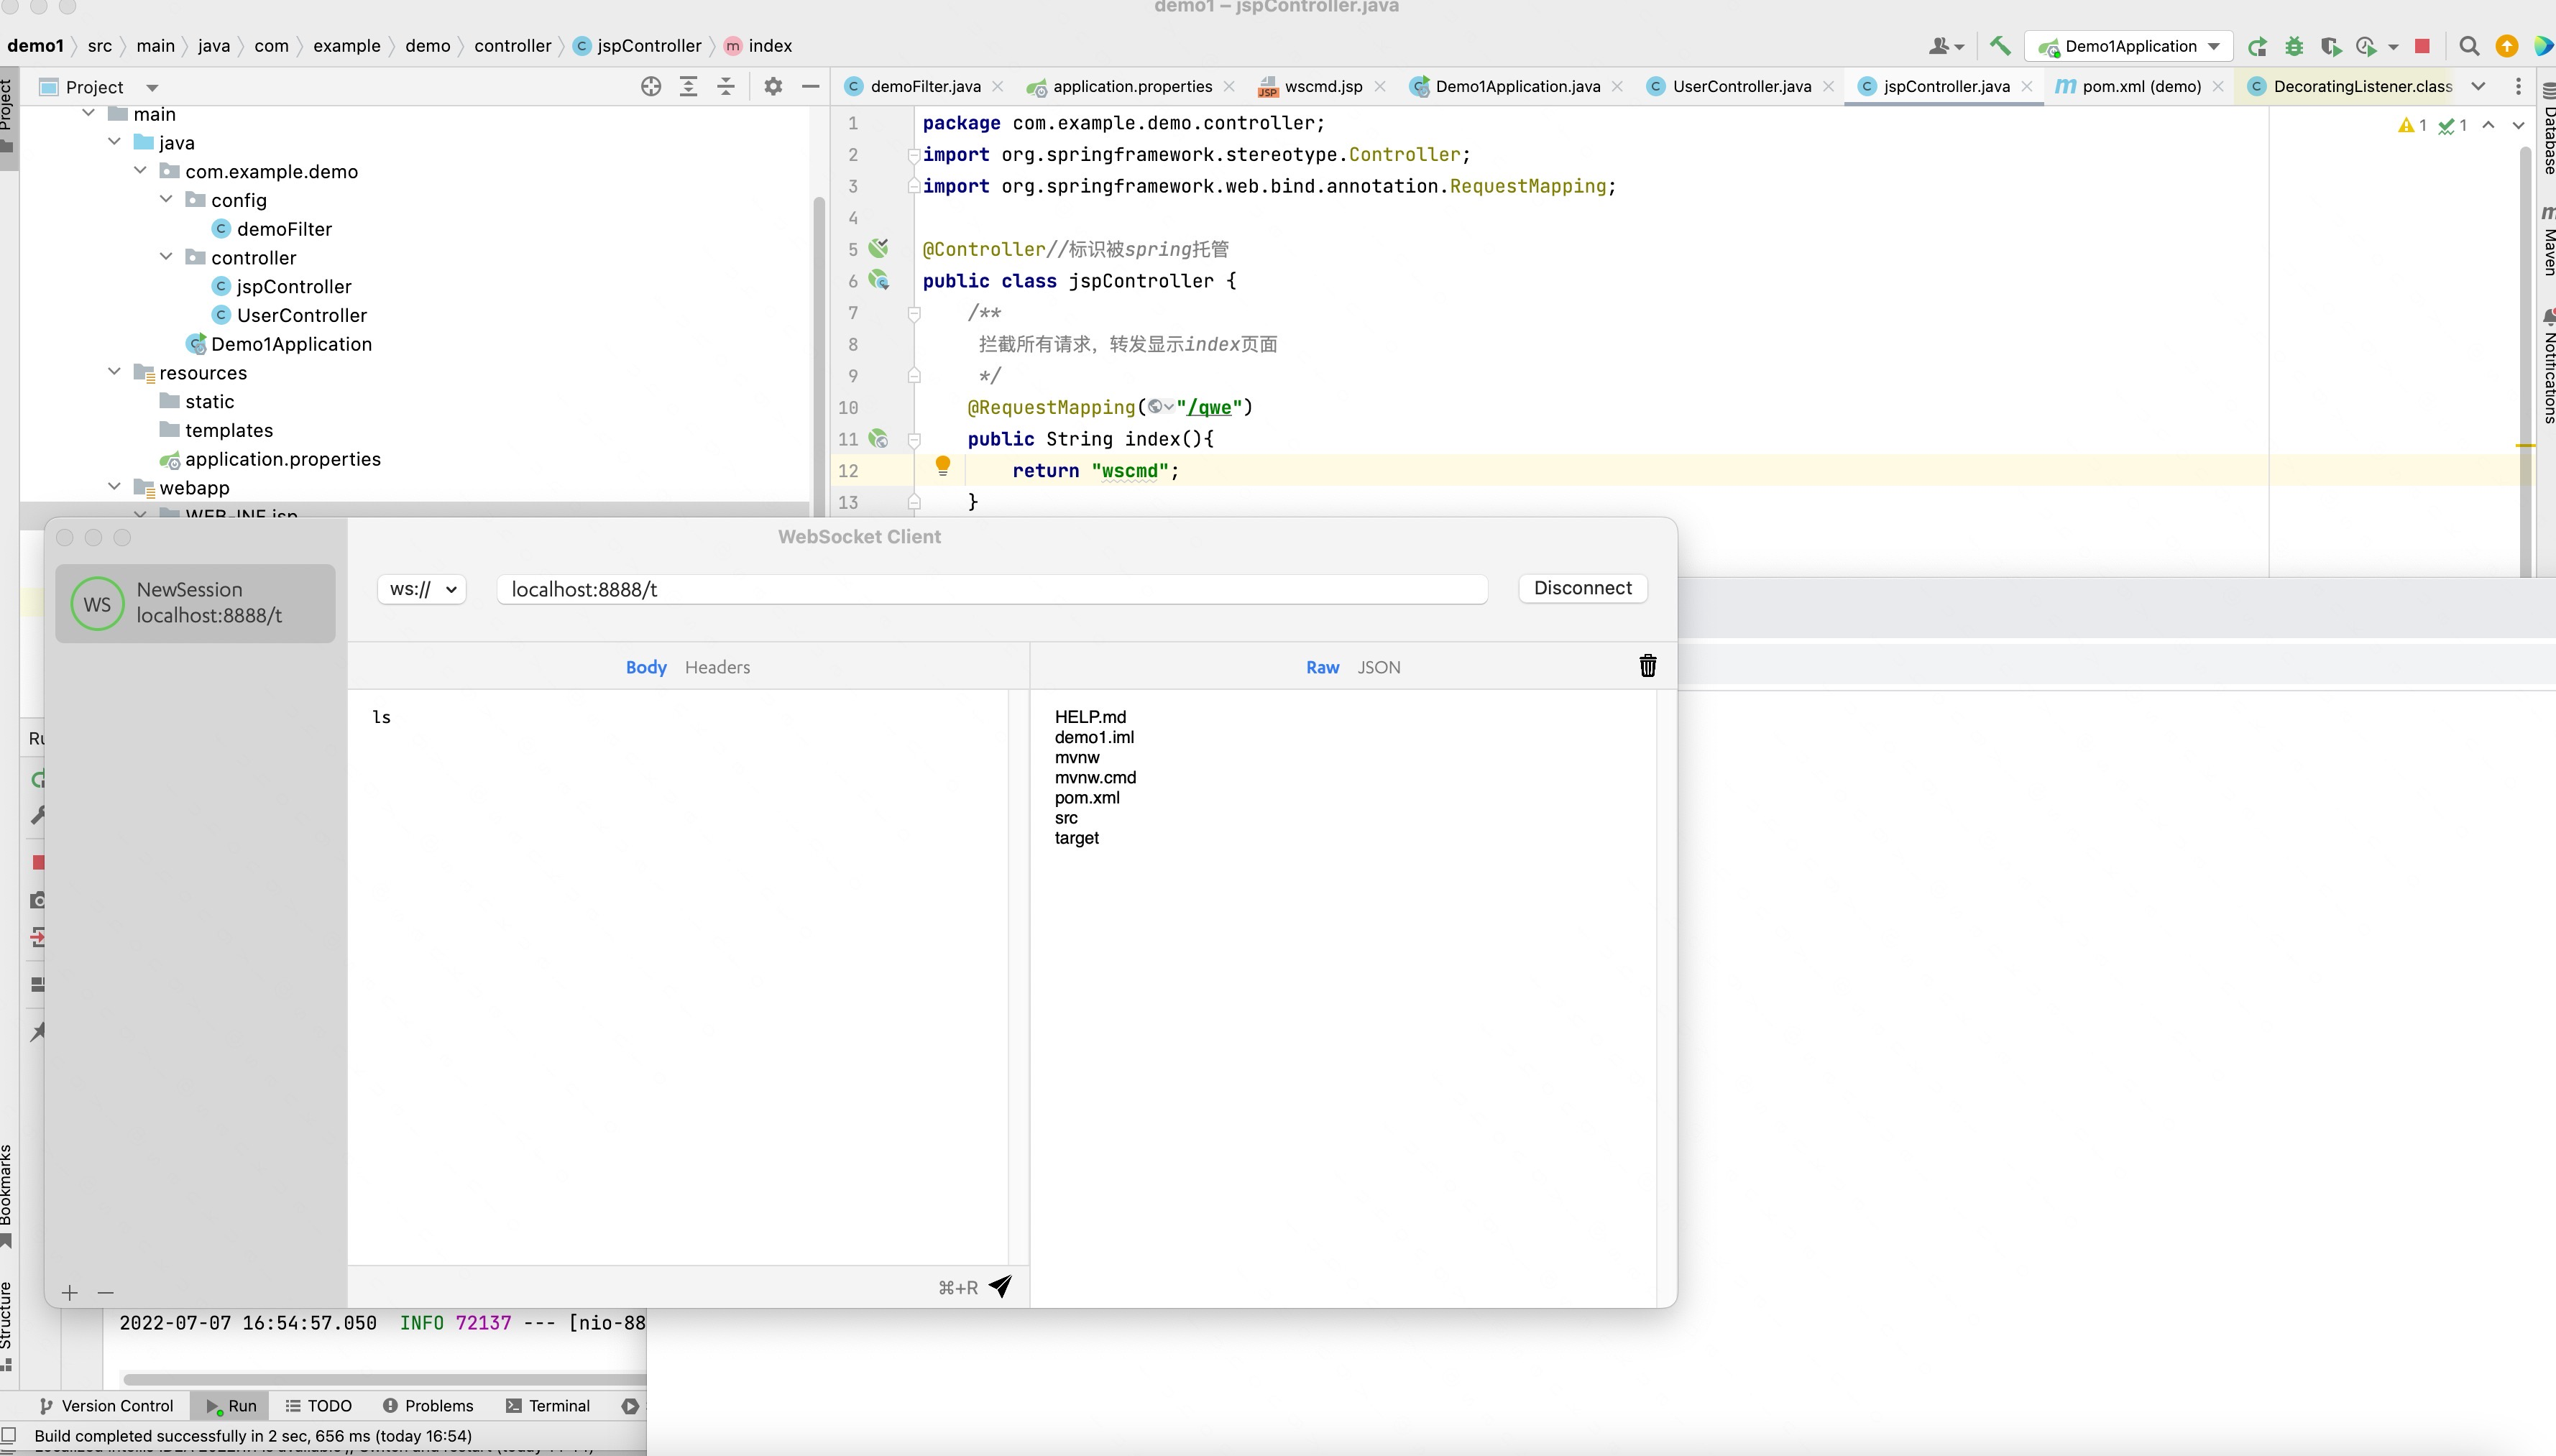 demo1 – jspController.java
demo1 src main java com example demo controller jspController index
Demo1Application
Project
demoFilter.java application.properties wscmd.jsp Demo1Application.java UserController.java jspController.java pom.xml (demo) DecoratingListener.class
Project
main
java
com.example.demo
config
demoFilter
controller
jspController
UserController
Demo1Application
resources
static
templates
application.properties
webapp
WEB-INF.jsp
1 package com.example.demo.controller;
2 import org.springframework.stereotype.Controller;
3 import org.springframework.web.bind.annotation.RequestMapping;
4
5 @Controller//标识被spring托管
6 public class jspController {
7 /**
8 拦截所有请求，转发显示index页面
9 */
10 @RequestMapping("/qwe")
11 public String index(){
12 return "wscmd";
13 }
1 1
Database
Maven
Notifications
WebSocket Client
WS
NewSession
localhost:8888/t
ws:// localhost:8888/t Disconnect
Body Headers
Raw JSON
ls
HELP.md
demo1.iml
mvnw
mvnw.cmd
pom.xml
src
target
⌘+R
Bookmarks
Structure
2022-07-07 16:54:57.050 INFO 72137 --- [nio-88
Version Control Run TODO Problems Terminal
Build completed successfully in 2 sec, 656 ms (today 16:54)